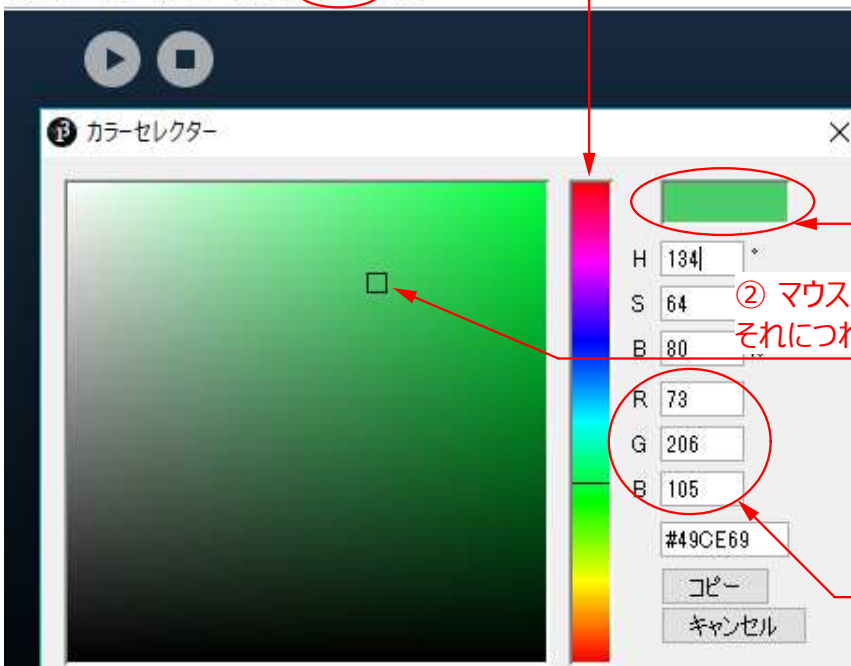 カラーセレクター
H 134 °
S 64
② マウス
それにつれ
B 80
R 73
G 206
B 105
#49CE69
コピー
キャンセル